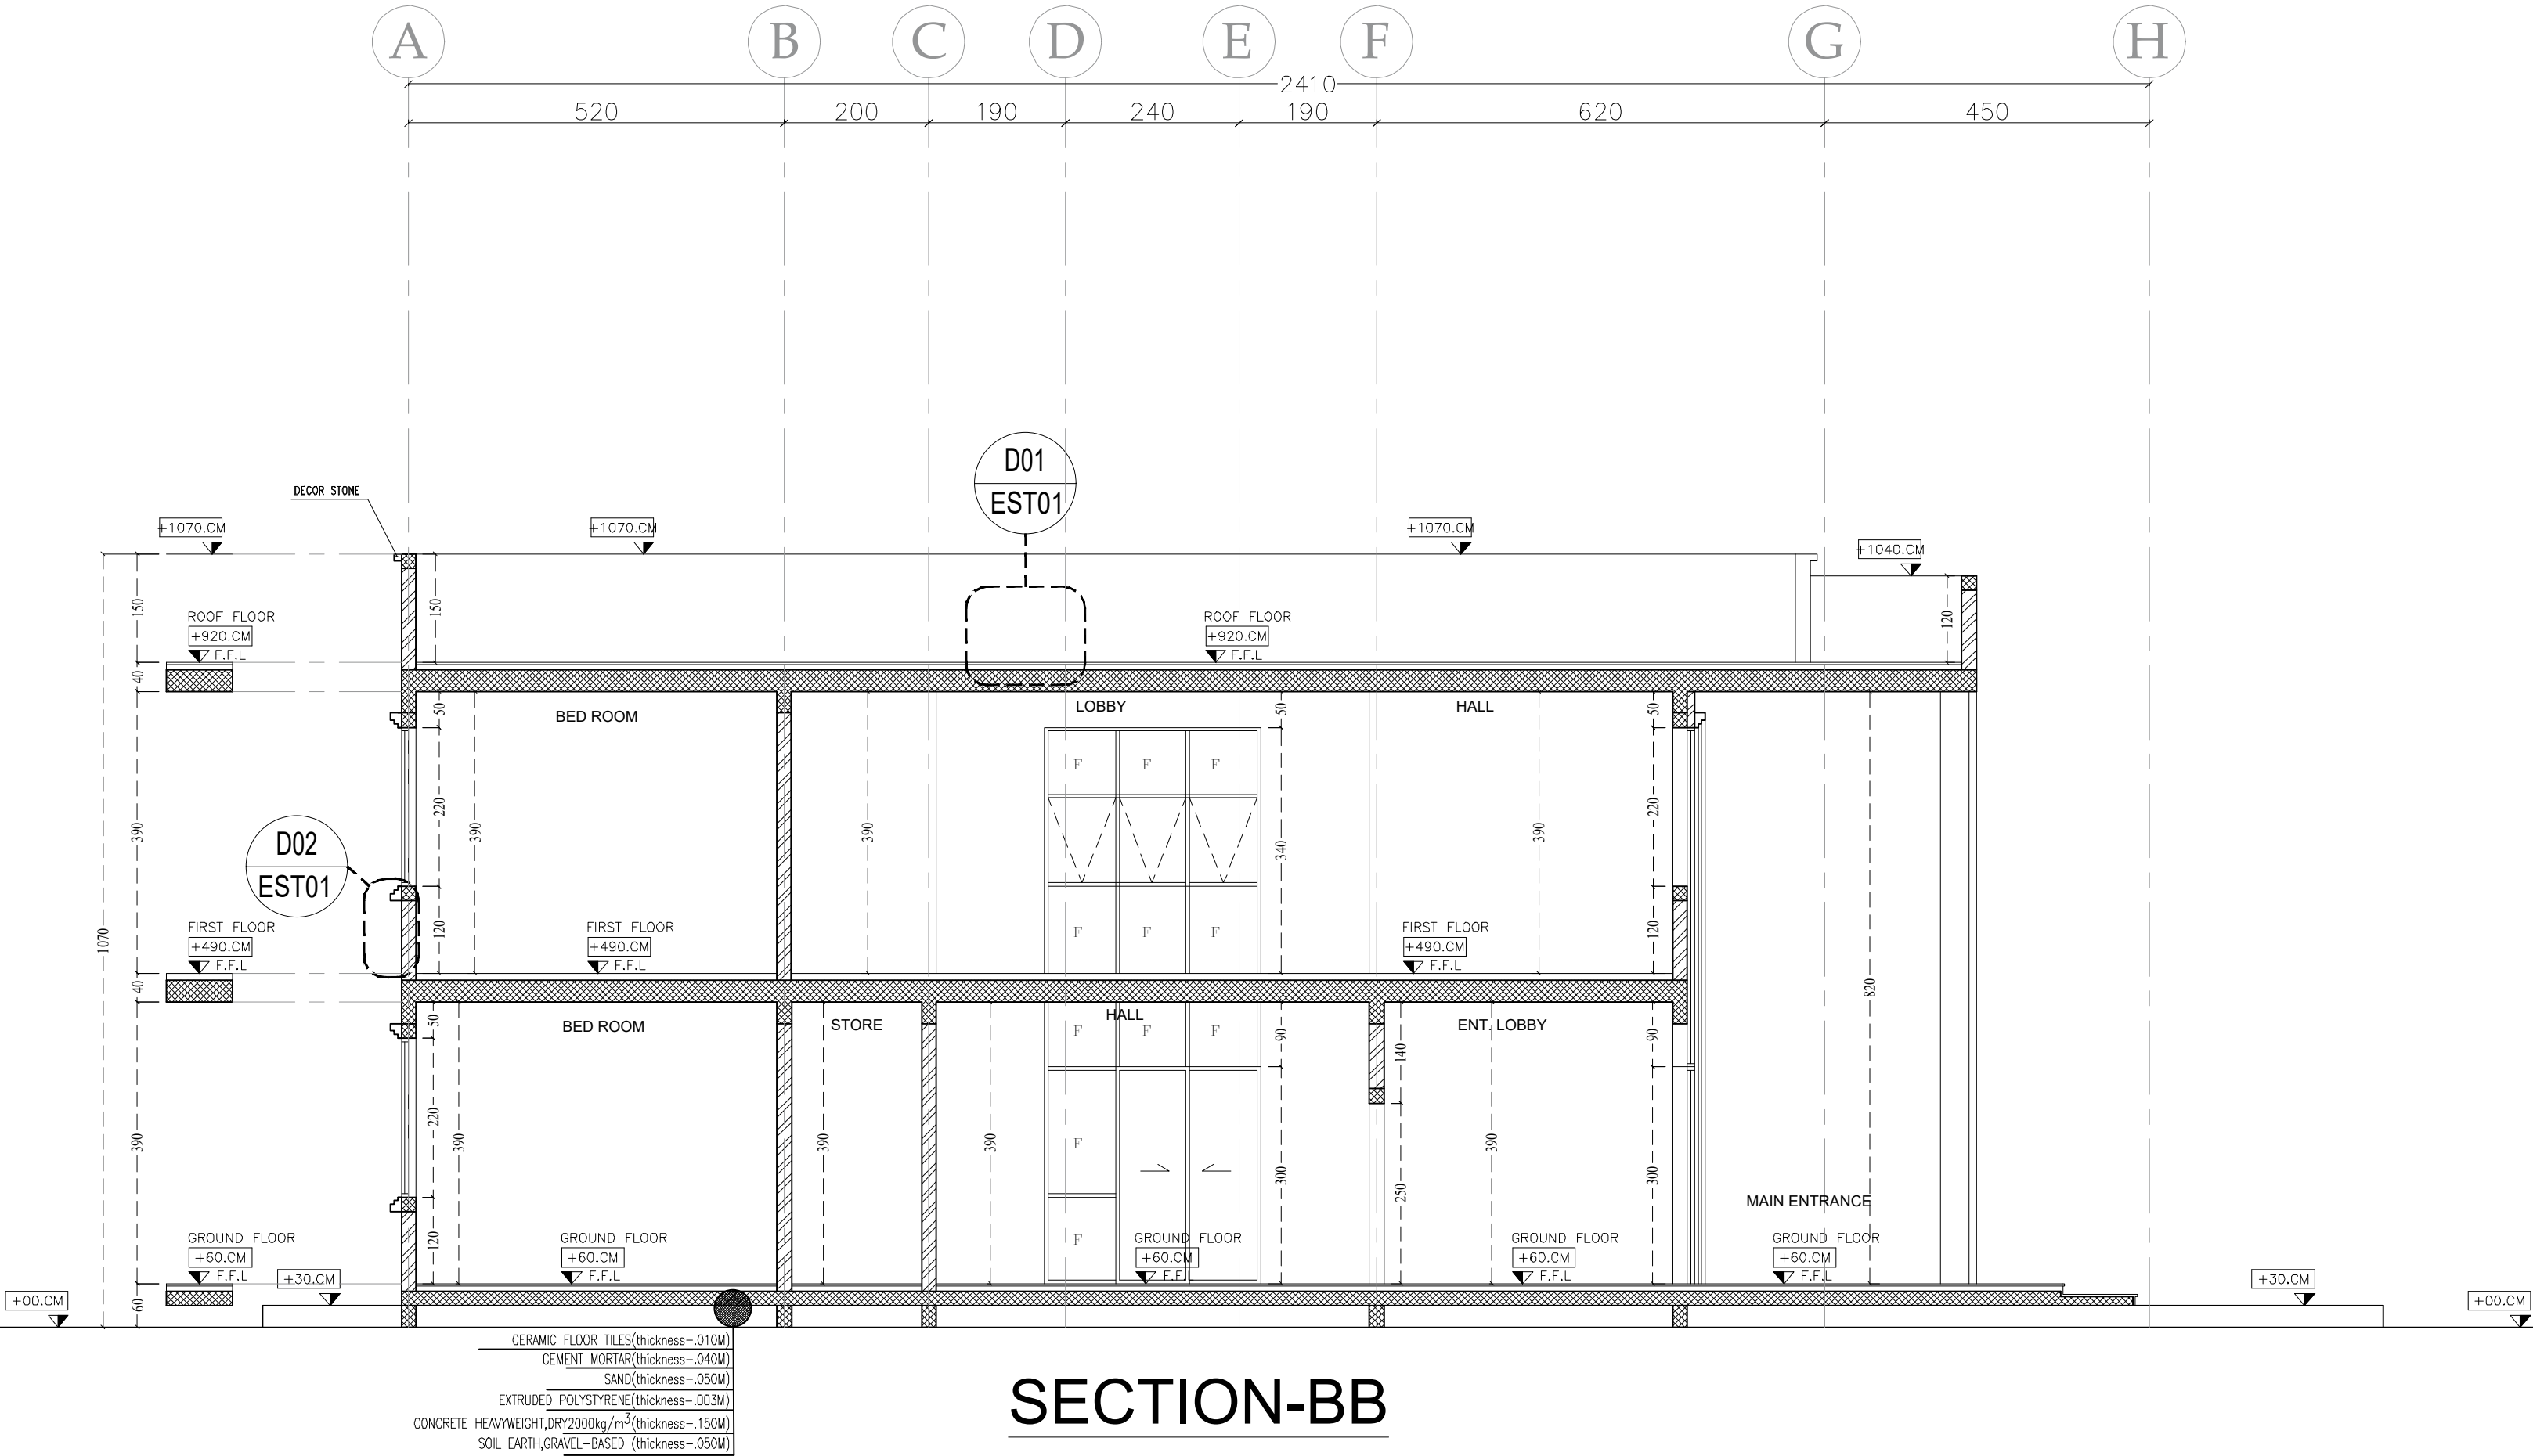 A B C D E F G H
2410
520 200 190 240 190 620 450
D01
EST01
DECOR STONE
+1070.CM +1070.CM +1070.CM
+1040.CM
150 150 120
ROOF FLOOR ROOF FLOOR
+920.CM +920.CM
F.F.L F.F.L
40
BED ROOM LOBBY HALL
50 50 50
F F F
220 220
390 390 390 390
340
D02
EST01
F F F
120 120
FIRST FLOOR FIRST FLOOR FIRST FLOOR
+490.CM +490.CM +490.CM
F.F.L F.F.L F.F.L
1070
820
40
BED ROOM STORE HALL ENT. LOBBY
50 90 90
F F F
140
220
390 390 390 390 390
F
300 250 300
MAIN ENTRANCE
120
F
GROUND FLOOR GROUND FLOOR GROUND FLOOR GROUND FLOOR GROUND FLOOR
+60.CM +60.CM +60.CM +60.CM +60.CM
F.F.L F.F.L F.F.L F.F.L F.F.L
+30.CM +30.CM
+00.CM +00.CM
60
CERAMIC FLOOR TILES(thickness-.010M)
CEMENT MORTAR(thickness-.040M)
SAND(thickness-.050M)
EXTRUDED POLYSTYRENE(thickness-.003M)
CONCRETE HEAVYWEIGHT,DRY2000kg/m³(thickness-.150M)
SOIL EARTH,GRAVEL-BASED (thickness-.050M)
SECTION-BB